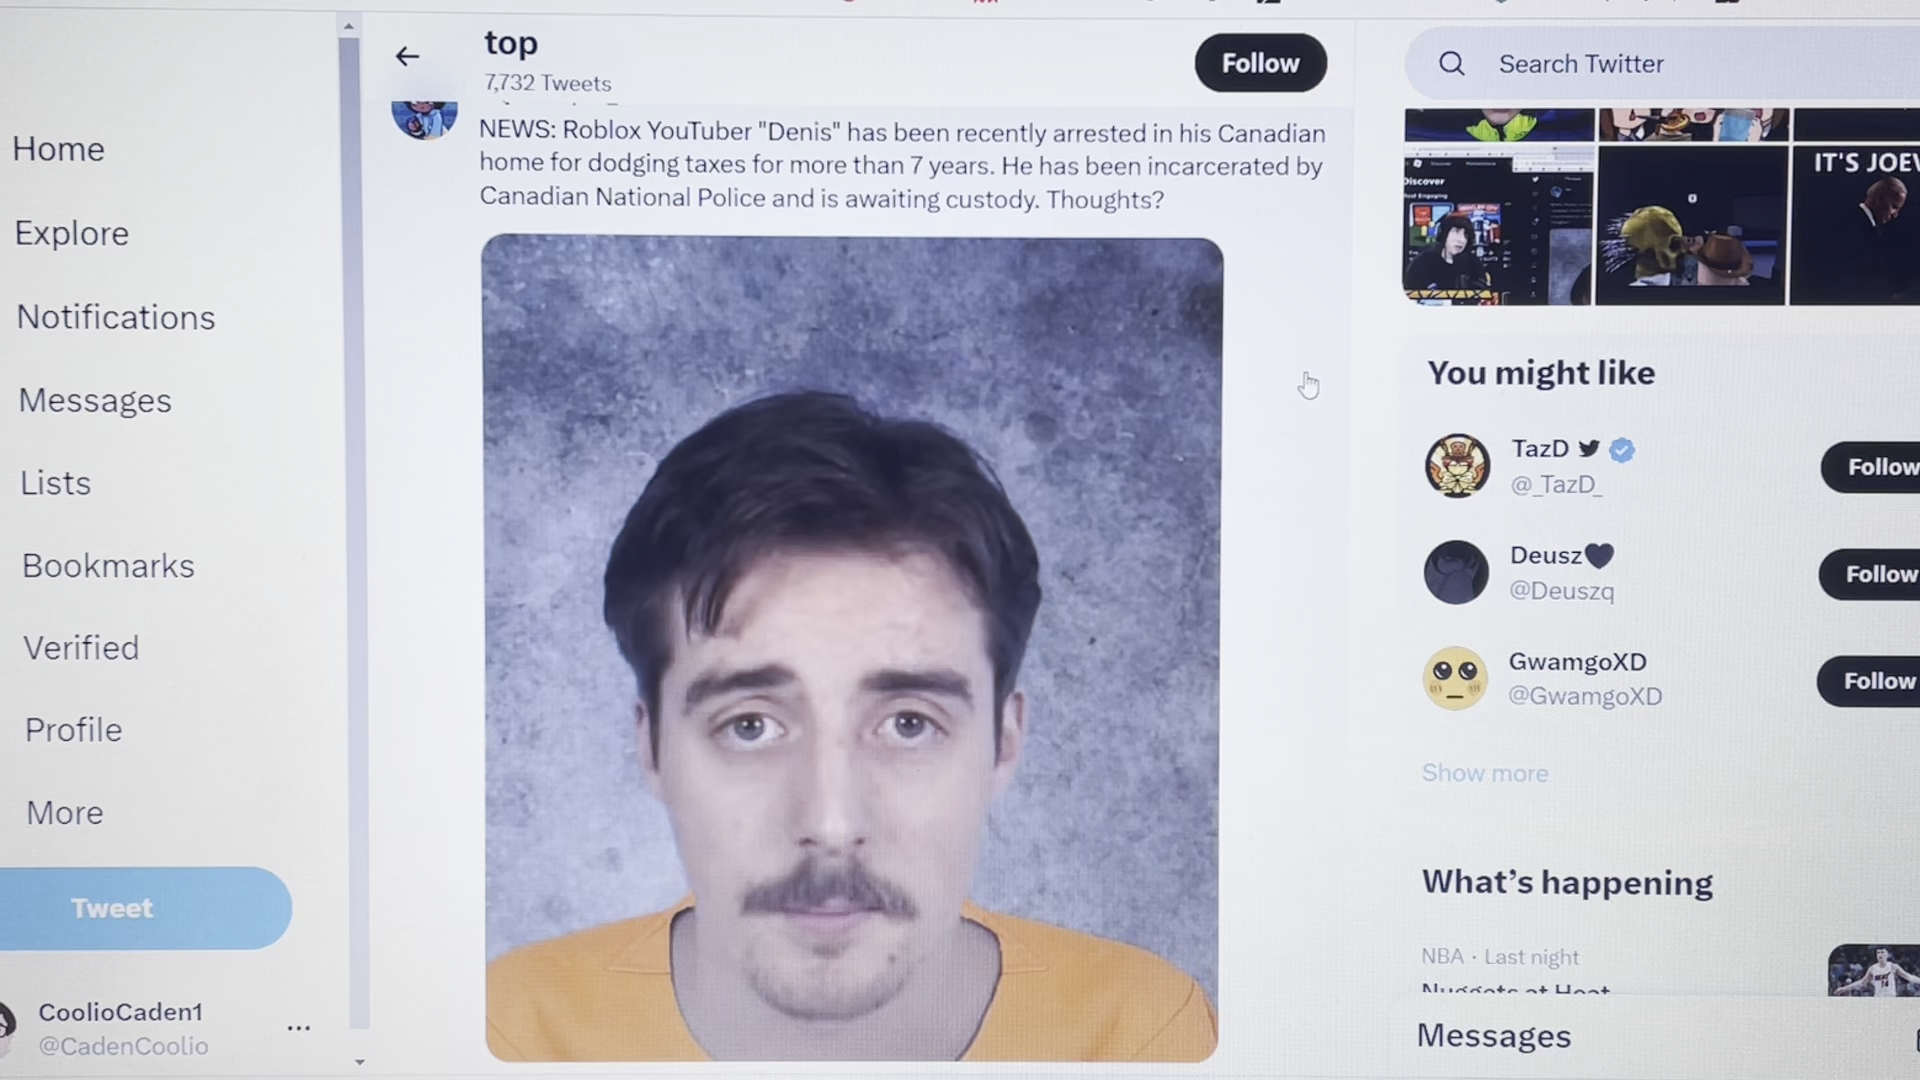 top
7,732 Tweets
Follow
Search Twitter
Home
Explore
Notifications
Messages
Lists
Bookmarks
Verified
Profile
More
Tweet
CoolioCaden1
@CadenCoolio
NEWS: Roblox YouTuber "Denis" has been recently arrested in his Canadian
home for dodging taxes for more than 7 years. He has been incarcerated by
Canadian National Police and is awaiting custody. Thoughts?
Discover
IT'S JOEV
You might like
TazD
@_TazD_
Follow
Deusz
@Deuszq
Follow
GwamgoXD
@GwamgoXD
Follow
Show more
What's happening
NBA · Last night
Nuggets at Heat
Messages